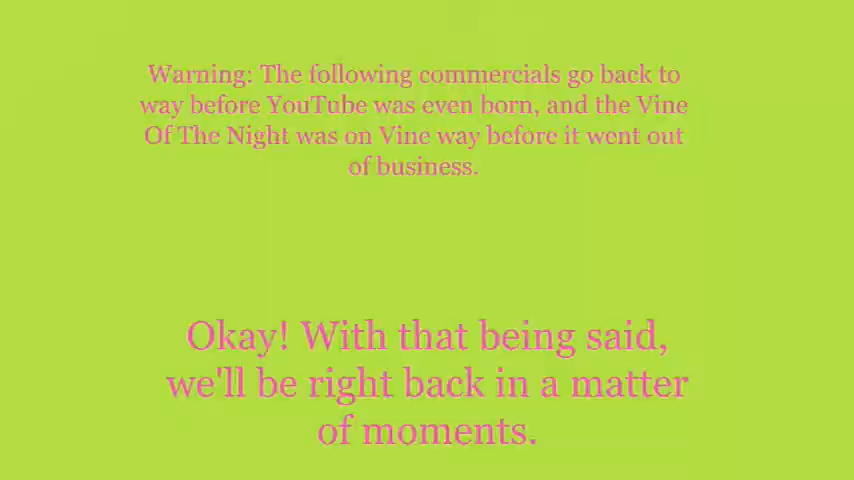 Warning: The following commercials go back to
way before YouTube was even born, and the Vine
Of The Night was on Vine way before it went out
of business.
Okay! With that being said,
we'll be right back in a matter
of moments.